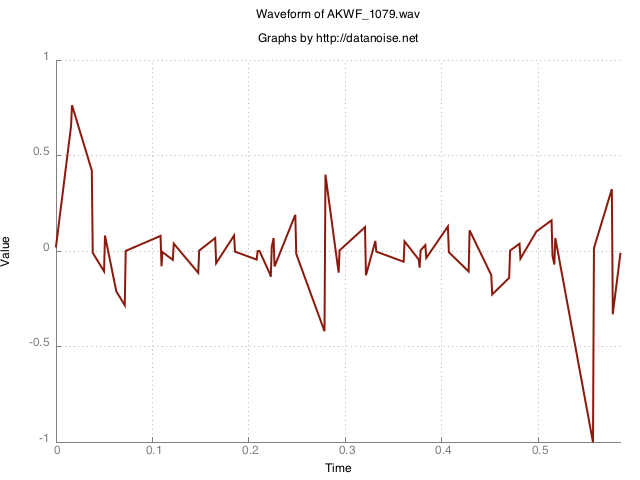 Waveform of AKWF_1079.wav
Graphs by http://datanoise.net
1
0.5
0
-0.5
-1
Value
0 0.1 0.2 0.3 0.4 0.5
Time